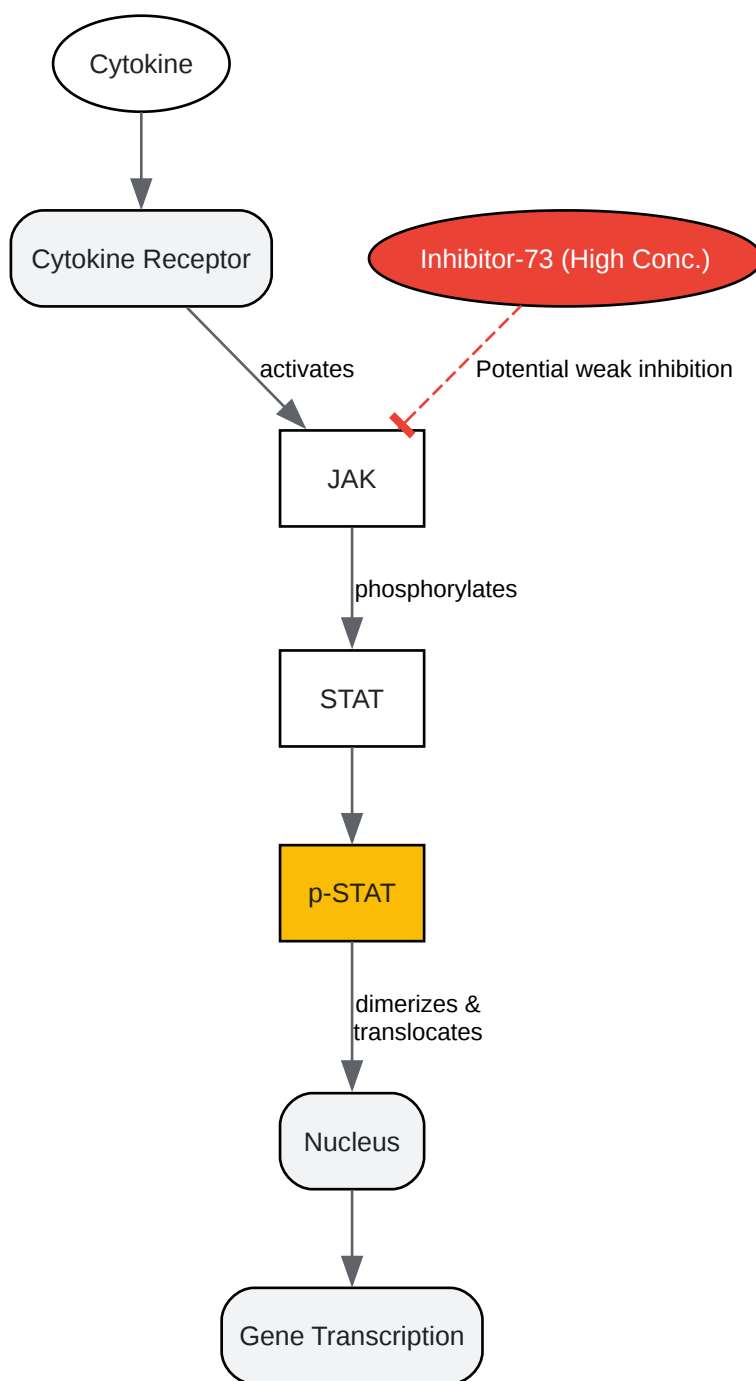 Cytokine
Cytokine Receptor
Inhibitor-73 (High Conc.)
activates
Potential weak inhibition
JAK
phosphorylates
STAT
p-STAT
dimerizes &
translocates
Nucleus
Gene Transcription